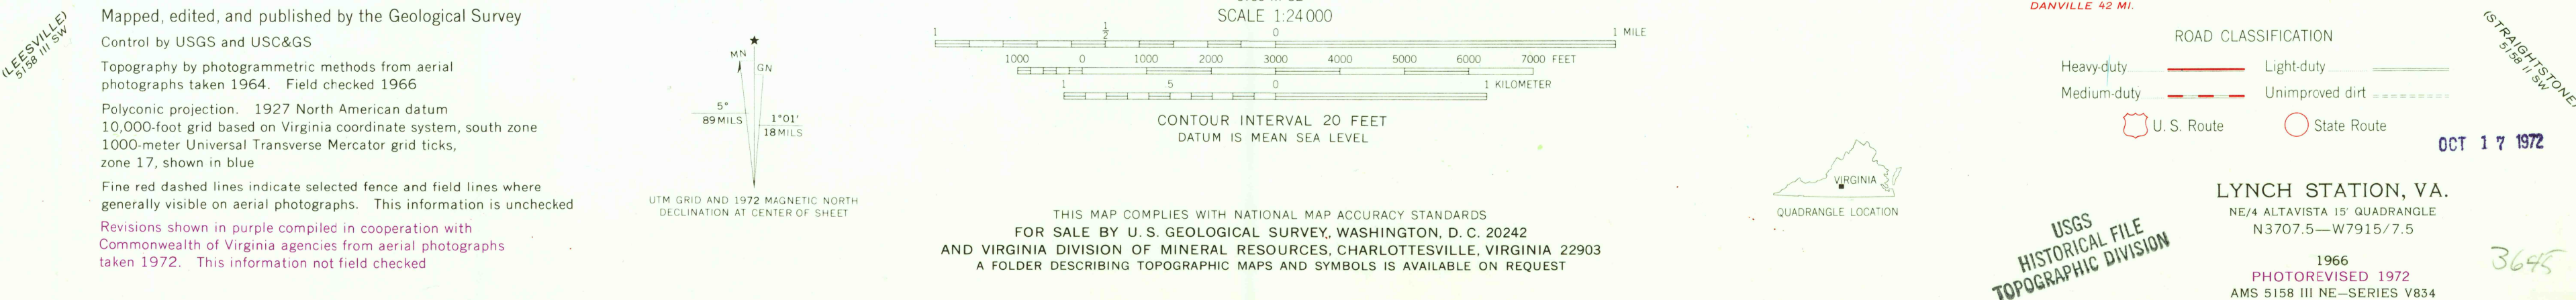 (LEESVILLE)
5158 III SW
Mapped, edited, and published by the Geological Survey
Control by USGS and USC&GS
Topography by photogrammetric methods from aerial
photographs taken 1964. Field checked 1966
Polyconic projection. 1927 North American datum
10,000-foot grid based on Virginia coordinate system, south zone
1000-meter Universal Transverse Mercator grid ticks,
zone 17, shown in blue
Fine red dashed lines indicate selected fence and field lines where
generally visible on aerial photographs. This information is unchecked
Revisions shown in purple compiled in cooperation with
Commonwealth of Virginia agencies from aerial photographs
taken 1972. This information not field checked
MN
GN
5°
89 MILS
1°01′
18 MILS
UTM GRID AND 1972 MAGNETIC NORTH
DECLINATION AT CENTER OF SHEET
SCALE 1:24 000
1 1/2 0 1 MILE
1000 0 1000 2000 3000 4000 5000 6000 7000 FEET
1 .5 0 1 KILOMETER
CONTOUR INTERVAL 20 FEET
DATUM IS MEAN SEA LEVEL
THIS MAP COMPLIES WITH NATIONAL MAP ACCURACY STANDARDS
FOR SALE BY U. S. GEOLOGICAL SURVEY, WASHINGTON, D. C. 20242
AND VIRGINIA DIVISION OF MINERAL RESOURCES, CHARLOTTESVILLE, VIRGINIA 22903
A FOLDER DESCRIBING TOPOGRAPHIC MAPS AND SYMBOLS IS AVAILABLE ON REQUEST
VIRGINIA
QUADRANGLE LOCATION
DANVILLE 42 MI.
ROAD CLASSIFICATION
Heavy-duty Light-duty
Medium-duty Unimproved dirt
U. S. Route State Route
(STRAIGHTSTONE)
5158 II SW
OCT 17 1972
USGS
HISTORICAL FILE
TOPOGRAPHIC DIVISION
LYNCH STATION, VA.
NE/4 ALTAVISTA 15′ QUADRANGLE
N3707.5—W7915/7.5
1966
PHOTOREVISED 1972
AMS 5158 III NE—SERIES V834
3645